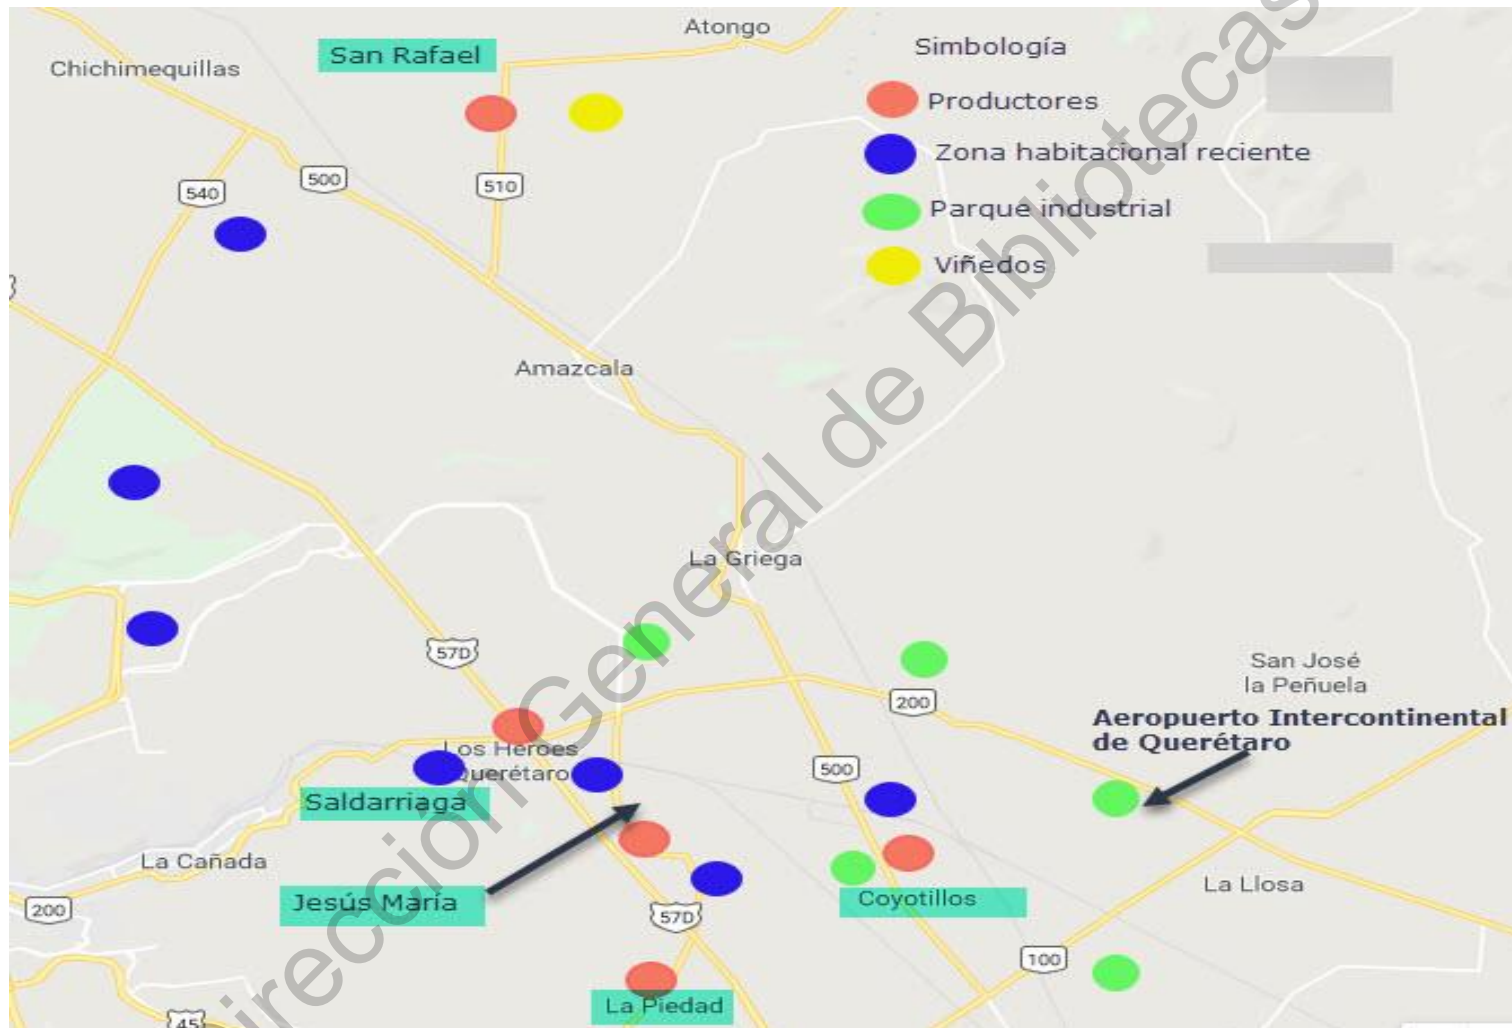 Atongo
Simbología
San Rafael
Chichimequillas
Productores
Zona habitacional reciente
540
500
510
Parque industrial
Viñedos
Amazcala
La Griega
57D
San José
la Peñuela
200
Aeropuerto Intercontinental
de Querétaro
Los Héroes
Querétaro
500
Saldarriaga
La Cañada
La Llosa
Jesús María
Coyotillos
200
57D
100
La Piedad
45
Dirección General de Bibliotecas